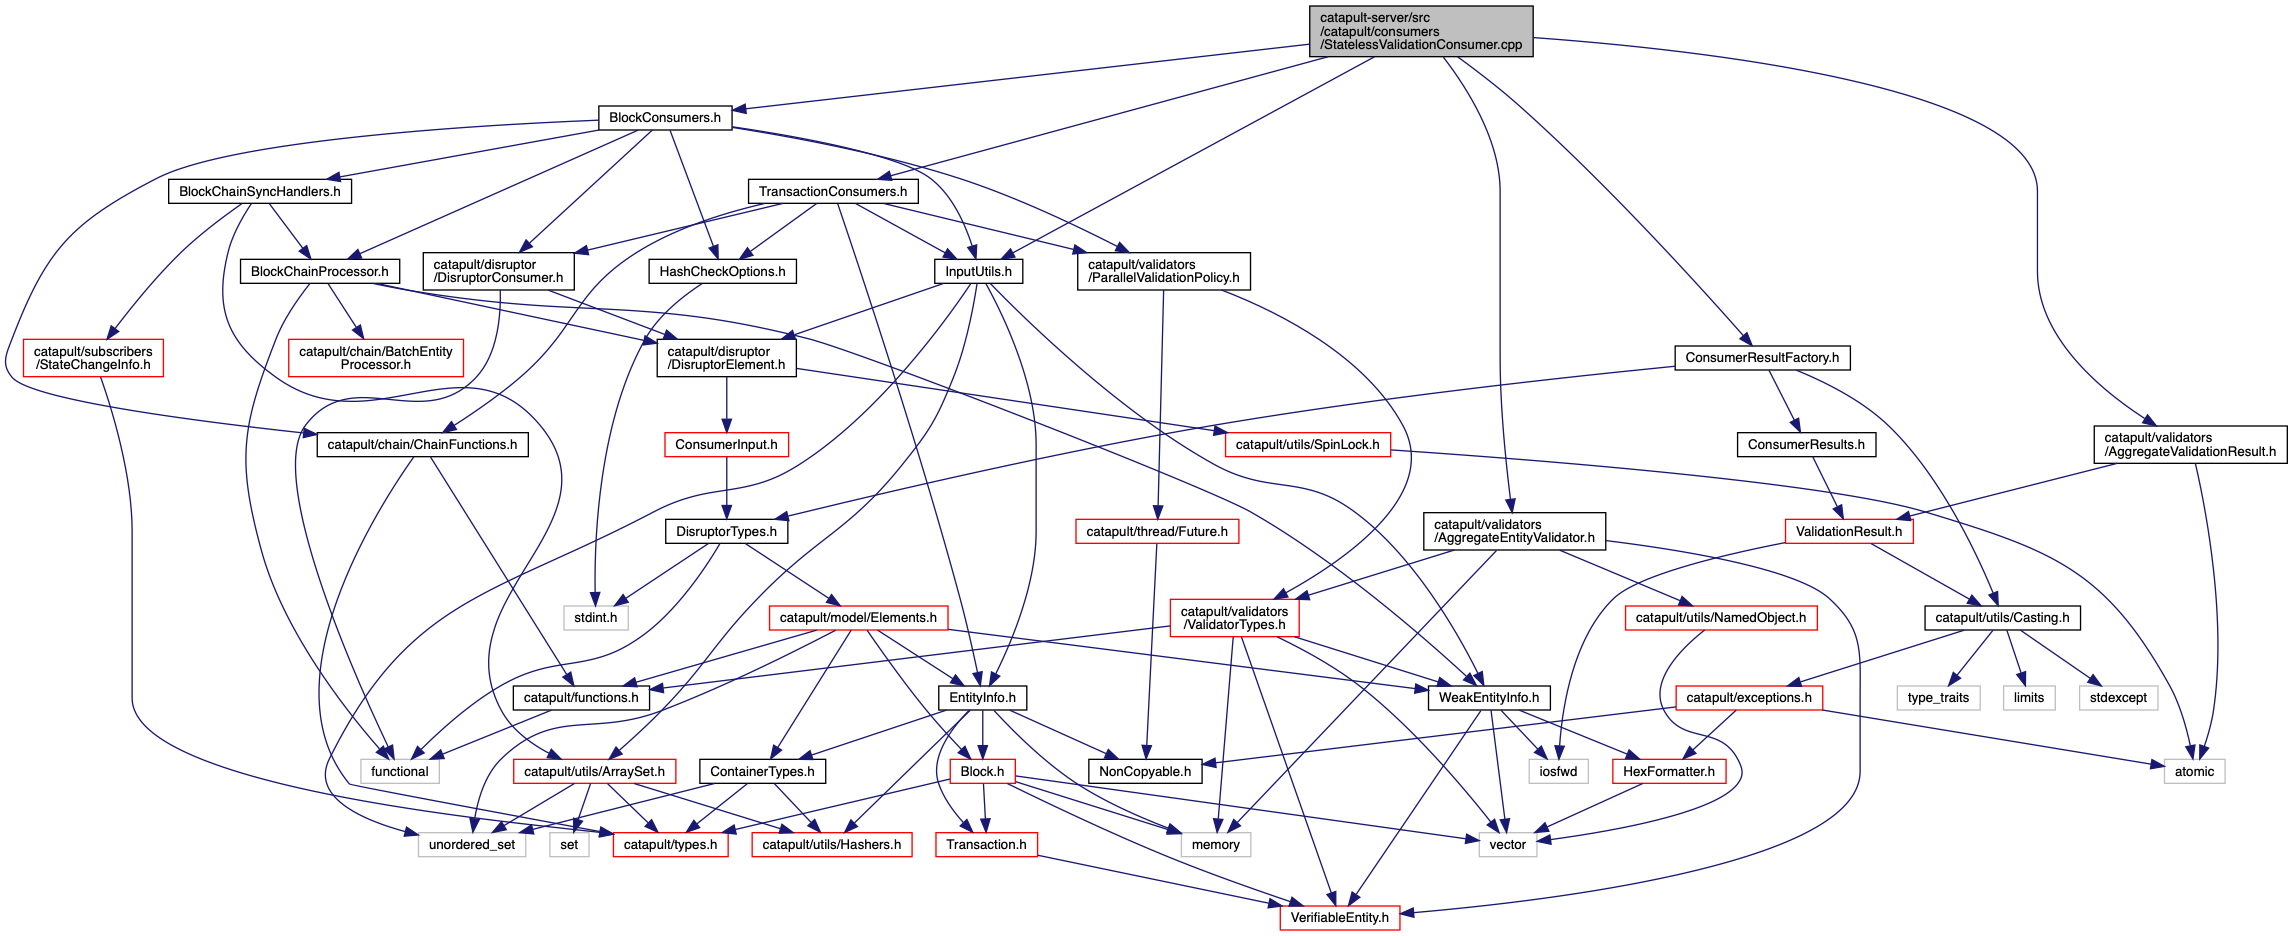 catapult-server/src
/catapult/consumers
/StatelessValidationConsumer.cpp
BlockConsumers.h
BlockChainSyncHandlers.h
TransactionConsumers.h
BlockChainProcessor.h
catapult/disruptor
/DisruptorConsumer.h
HashCheckOptions.h
InputUtils.h
catapult/validators
/ParallelValidationPolicy.h
catapult/subscribers
/StateChangeInfo.h
catapult/chain/BatchEntity
Processor.h
catapult/disruptor
/DisruptorElement.h
ConsumerResultFactory.h
catapult/chain/ChainFunctions.h
ConsumerInput.h
catapult/utils/SpinLock.h
ConsumerResults.h
catapult/validators
/AggregateValidationResult.h
DisruptorTypes.h
catapult/thread/Future.h
catapult/validators
/AggregateEntityValidator.h
ValidationResult.h
stdint.h
catapult/model/Elements.h
catapult/validators
/ValidatorTypes.h
catapult/utils/NamedObject.h
catapult/utils/Casting.h
catapult/functions.h
EntityInfo.h
WeakEntityInfo.h
catapult/exceptions.h
type_traits
limits
stdexcept
functional
catapult/utils/ArraySet.h
ContainerTypes.h
Block.h
NonCopyable.h
iosfwd
HexFormatter.h
atomic
unordered_set
set
catapult/types.h
catapult/utils/Hashers.h
Transaction.h
memory
vector
VerifiableEntity.h